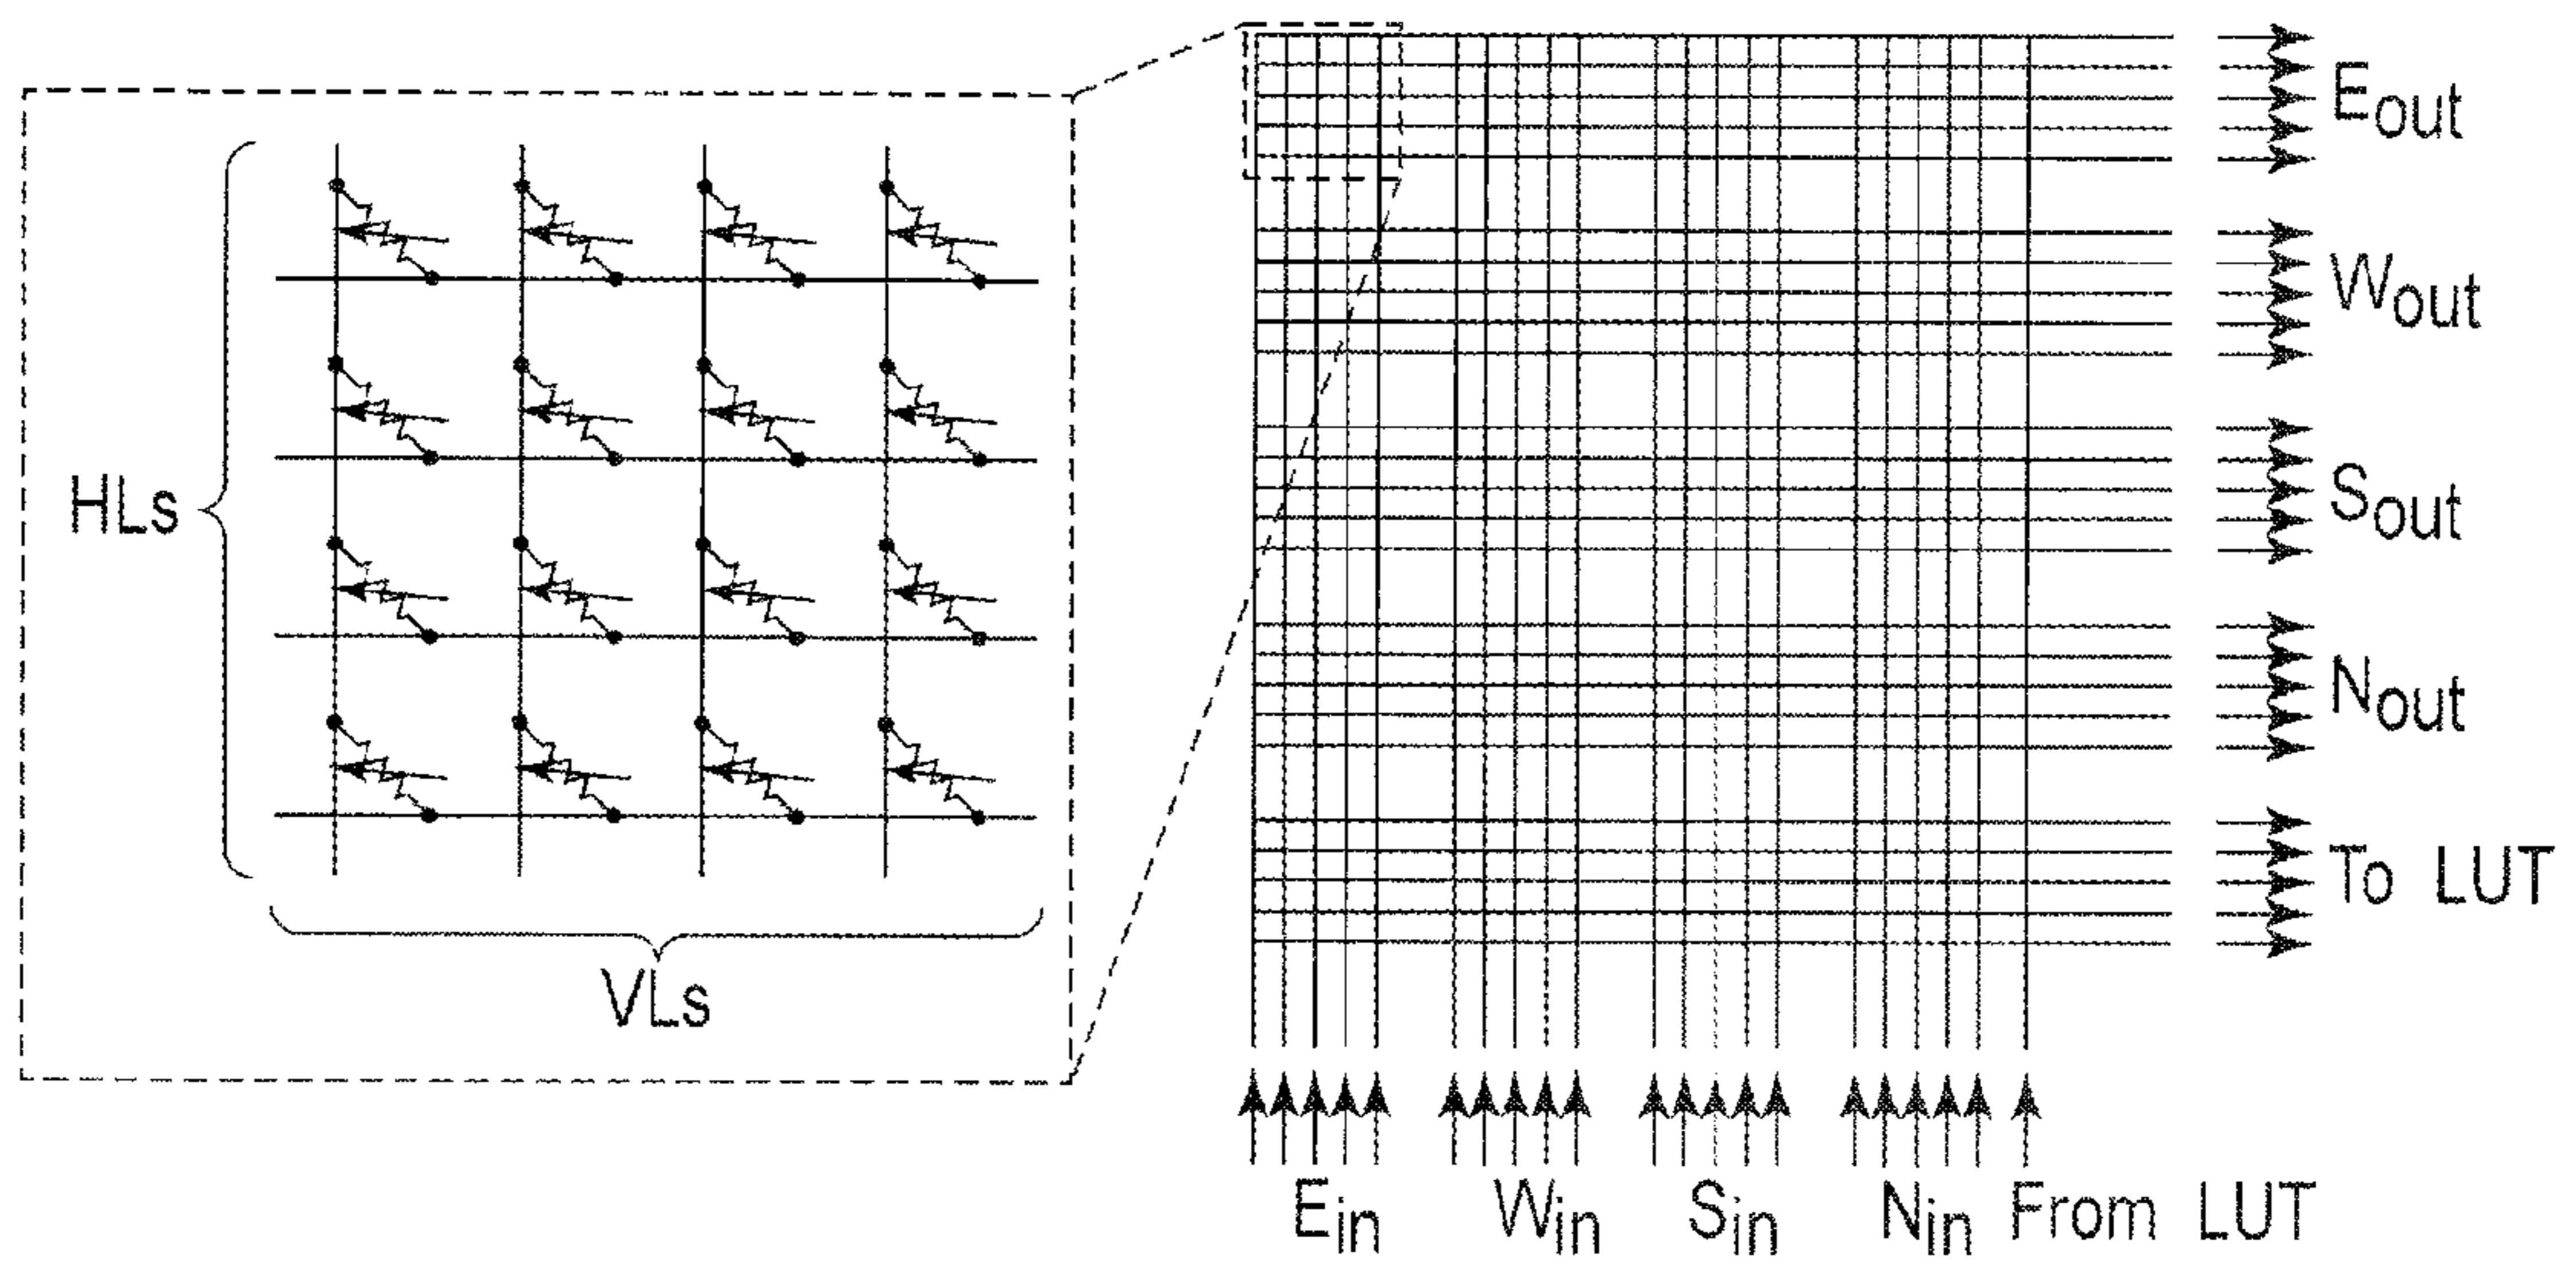 HLs
VLs
Eout
Wout
Sout
Nout
To LUT
Ein
Win
Sin
Nin
From LUT